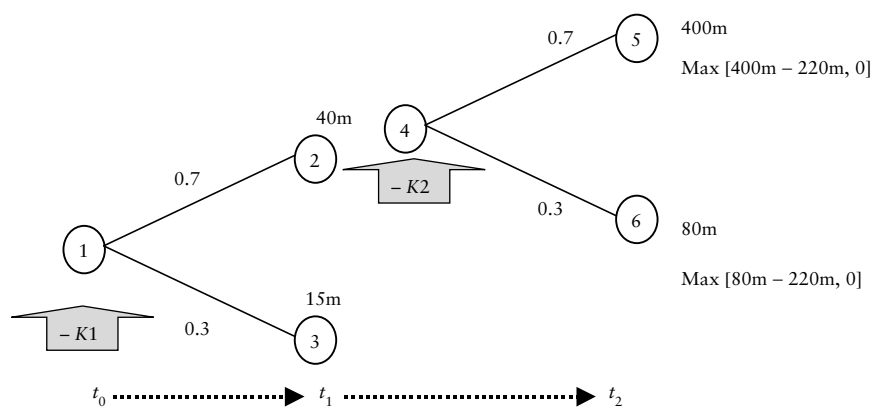 0.7
5
400m
Max [400m – 220m, 0]
40m
4
2
0.7
– K2
0.3
6
80m
1
Max [80m – 220m, 0]
15m
– K1
0.3
3
t0
t1
t2